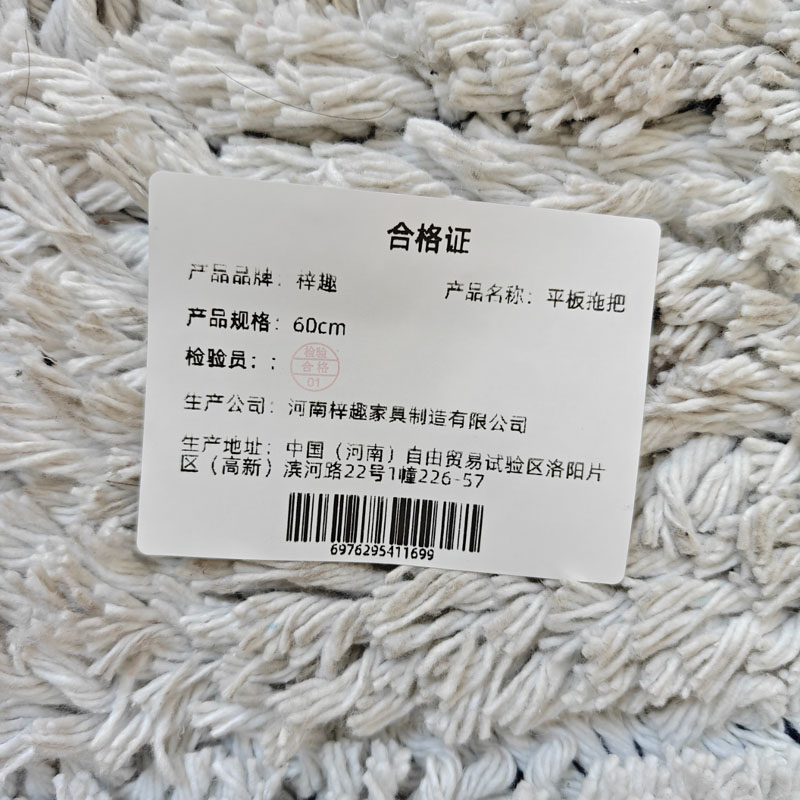 合格证
产品品牌：梓趣
产品名称：平板拖把
产品规格：60cm
检验员：：
检验
合格
01
生产公司：河南梓趣家具制造有限公司
生产地址：中国（河南）自由贸易试验区洛阳片
区（高新）滨河路22号1幢226-57
6976295411699